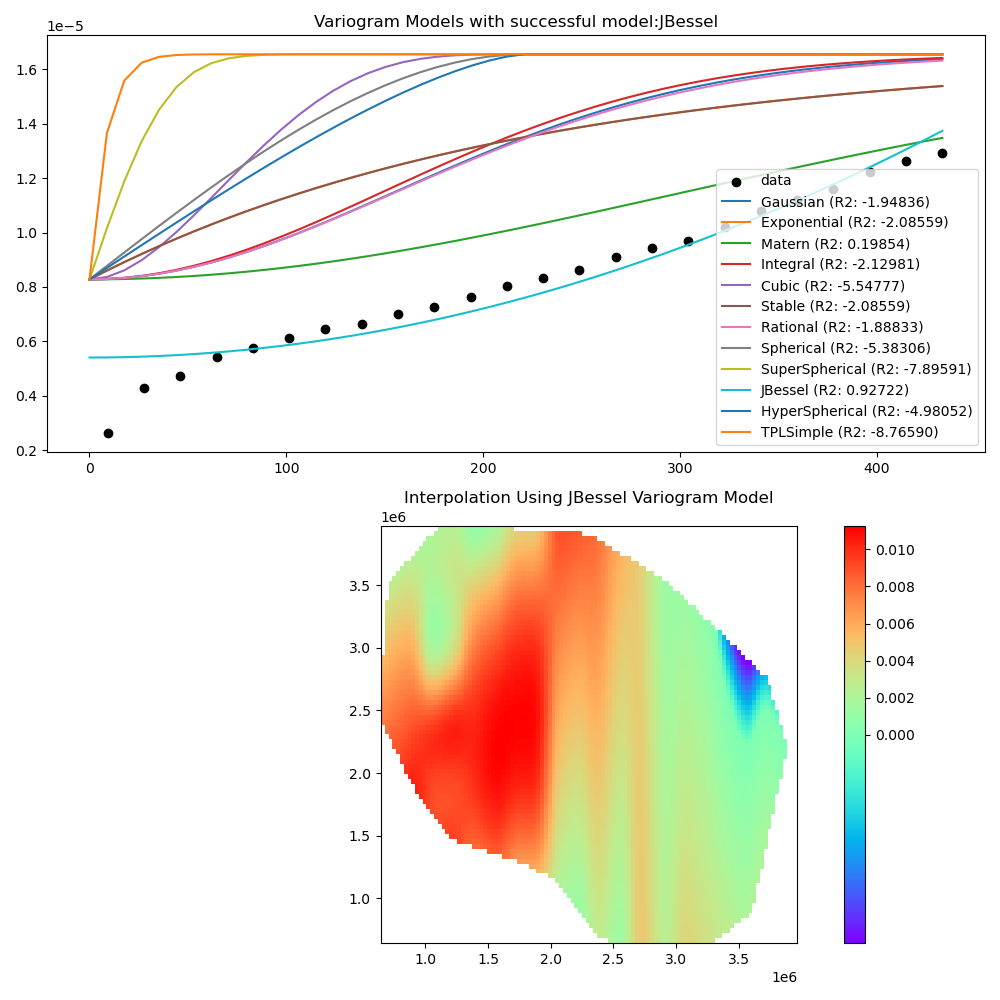 Variogram Models with successful model:JBessel
1e−5
1.6
1.4
1.2
1.0
0.8
0.6
0.4
0.2
data
Gaussian (R2: -1.94836)
Exponential (R2: -2.08559)
Matern (R2: 0.19854)
Integral (R2: -2.12981)
Cubic (R2: -5.54777)
Stable (R2: -2.08559)
Rational (R2: -1.88833)
Spherical (R2: -5.38306)
SuperSpherical (R2: -7.89591)
JBessel (R2: 0.92722)
HyperSpherical (R2: -4.98052)
TPLSimple (R2: -8.76590)
0 100 200 300 400
Interpolation Using JBessel Variogram Model
1e6
3.5
3.0
2.5
2.0
1.5
1.0
1.0 1.5 2.0 2.5 3.0 3.5
1e6
0.010
0.008
0.006
0.004
0.002
0.000